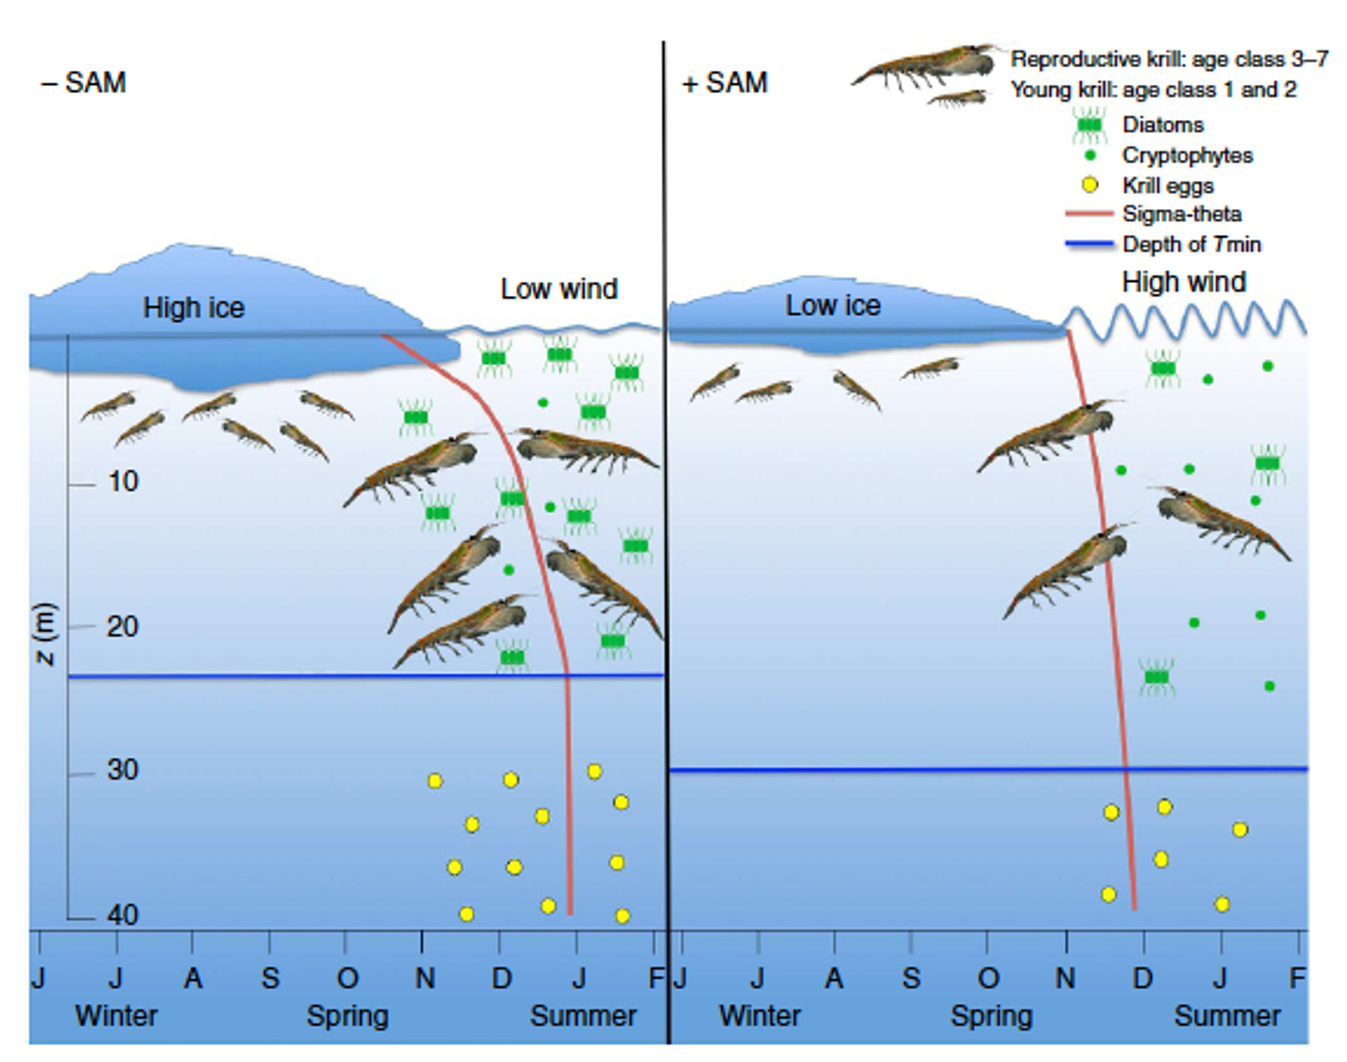 – SAM
+ SAM
Reproductive krill: age class 3–7
Young krill: age class 1 and 2
Diatoms
Cryptophytes
Krill eggs
Sigma-theta
Depth of Tmin
High ice
Low wind
Low ice
High wind
z (m)
10
20
30
40
J J A S O N D J F
J J A S O N D J F
Winter Spring Summer
Winter Spring Summer